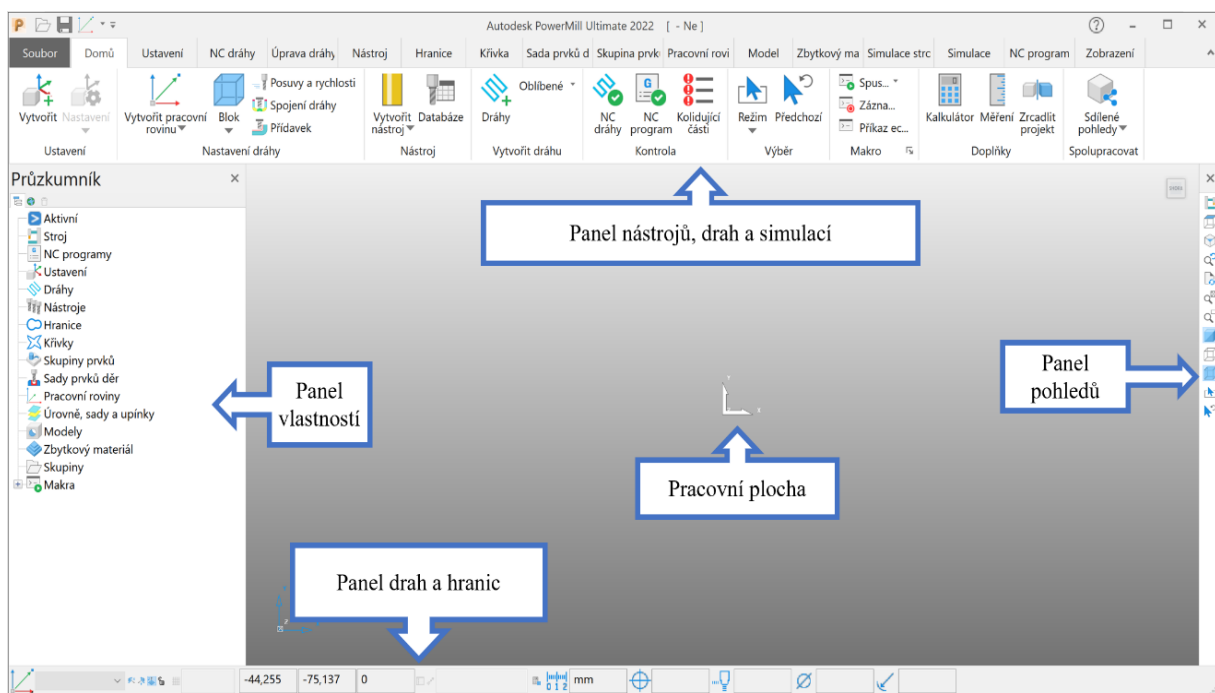 Autodesk PowerMill Ultimate 2022 [ - Ne ]
Soubor Domů Ustavení NC dráhy Úprava dráhy Nástroj Hranice Křivka Sada prvků d Skupina prvk Pracovní rovi Model Zbytkový ma Simulace strc Simulace NC program Zobrazení
Vytvořit Nastavení
Vytvořit pracovní rovinu
Blok
Posuvy a rychlosti
Spojení dráhy
Přídavek
Vytvořit nástroj
Databáze
Dráhy
Oblíbené
NC dráhy
NC program
Kolidující části
Režim Předchozí
Spus...
Zázna...
Příkaz ec...
Kalkulátor Měření Zrcadlit projekt
Sdílené pohledy
Ustavení Nastavení dráhy Nástroj Vytvořit dráhu Kontrola Výběr Makro Doplňky Spolupracovat
Průzkumník
Aktivní
Stroj
NC programy
Ustavení
Dráhy
Nástroje
Hranice
Křivky
Skupiny prvků
Sady prvků děr
Pracovní roviny
Úrovně, sady a upínky
Modely
Zbytkový materiál
Skupiny
Makra
Panel nástrojů, drah a simulací
Panel
vlastností
Panel
pohledů
Pracovní plocha
Panel drah a hranic
-44,255 -75,137 0 0 1 2 mm